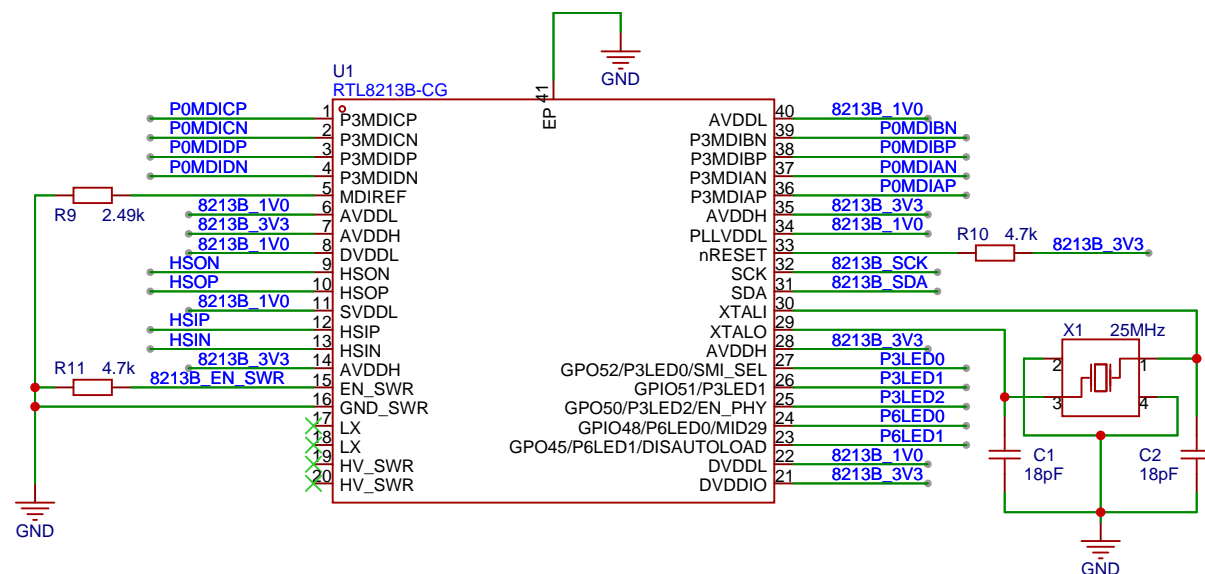 GND
U1
RTL8213B-CG
EP 41
P0MDICP 1 P3MDICP
P0MDICN 2 P3MDICN
P0MDIDP 3 P3MDIDP
P0MDIDN 4 P3MDIDN
R9 2.49k 5 MDIREF
8213B_1V0 6 AVDDL
8213B_3V3 7 AVDDH
8213B_1V0 8 DVDDL
HSON 9 HSON
HSOP 10 HSOP
8213B_1V0 11 SVDDL
HSIP 12 HSIP
HSIN 13 HSIN
8213B_3V3 14 AVDDH
R11 4.7k 8213B_EN_SWR 15 EN_SWR
16 GND_SWR
17 LX
18 LX
19 HV_SWR
20 HV_SWR
GND
AVDDL 40 8213B_1V0
P3MDIBN 39 P0MDIBN
P3MDIBP 38 P0MDIBP
P3MDIAN 37 P0MDIAN
P3MDIAP 36 P0MDIAP
AVDDH 35 8213B_3V3
PLLVDDL 34 8213B_1V0
nRESET 33 R10 4.7k 8213B_3V3
SCK 32 8213B_SCK
SDA 31 8213B_SDA
XTALI 30
XTALO 29
AVDDH 28 8213B_3V3
GPO52/P3LED0/SMI_SEL 27 P3LED0
GPIO51/P3LED1 26 P3LED1
GPO50/P3LED2/EN_PHY 25 P3LED2
GPIO48/P6LED0/MID29 24 P6LED0
GPO45/P6LED1/DISAUTOLOAD 23 P6LED1
DVDDL 22 8213B_1V0
DVDDIO 21 8213B_3V3
X1 25MHz
2 1
3 4
C1 C2
18pF 18pF
GND